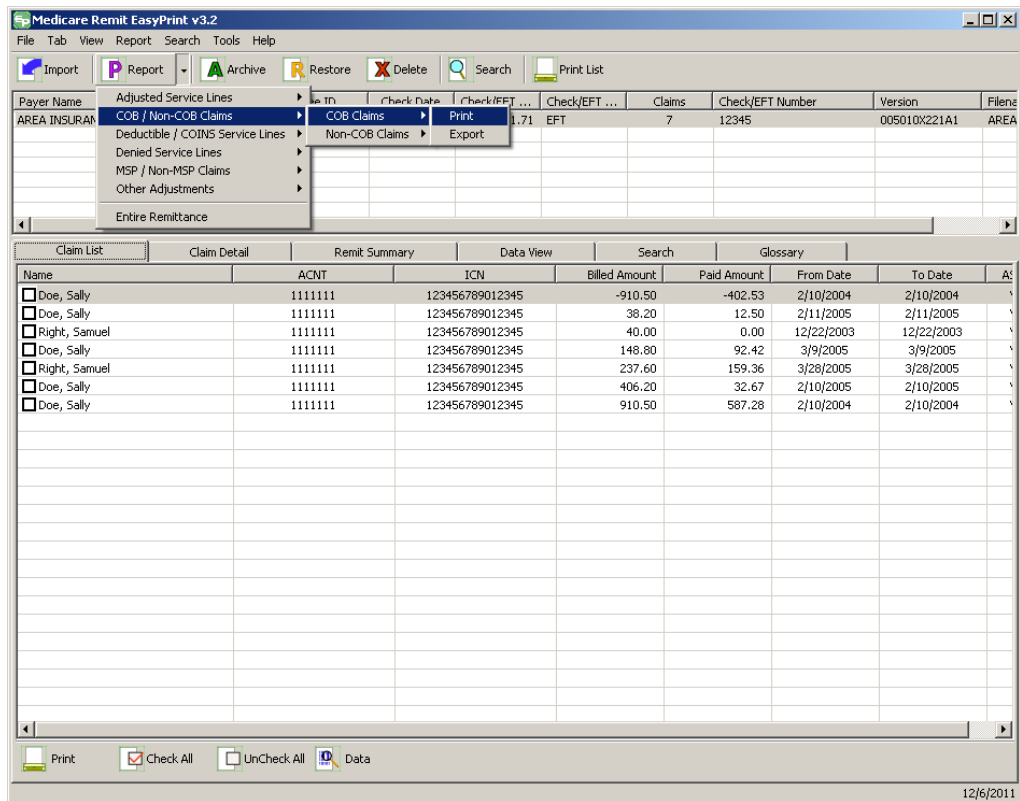 Medicare Remit EasyPrint v3.2
File Tab View Report Search Tools Help
Import Report Archive Restore Delete Search Print List
Payer Name Check Date Check/EFT ... Check/EFT ... Claims Check/EFT Number Version Filena
AREA INSURAN 1.71 EFT 7 12345 005010X221A1 AREA
Adjusted Service Lines
COB / Non-COB Claims
Deductible / COINS Service Lines
Denied Service Lines
MSP / Non-MSP Claims
Other Adjustments
Entire Remittance
COB Claims
Non-COB Claims
Print
Export
Claim List Claim Detail Remit Summary Data View Search Glossary
Name ACNT ICN Billed Amount Paid Amount From Date To Date
Doe, Sally 1111111 123456789012345 -910.50 -402.53 2/10/2004 2/10/2004
Doe, Sally 1111111 123456789012345 38.20 12.50 2/11/2005 2/11/2005
Right, Samuel 1111111 123456789012345 40.00 0.00 12/22/2003 12/22/2003
Doe, Sally 1111111 123456789012345 148.80 92.42 3/9/2005 3/9/2005
Right, Samuel 1111111 123456789012345 237.60 159.36 3/28/2005 3/28/2005
Doe, Sally 1111111 123456789012345 406.20 32.67 2/10/2005 2/10/2005
Doe, Sally 1111111 123456789012345 910.50 587.28 2/10/2004 2/10/2004
Print Check All UnCheck All Data
12/6/2011